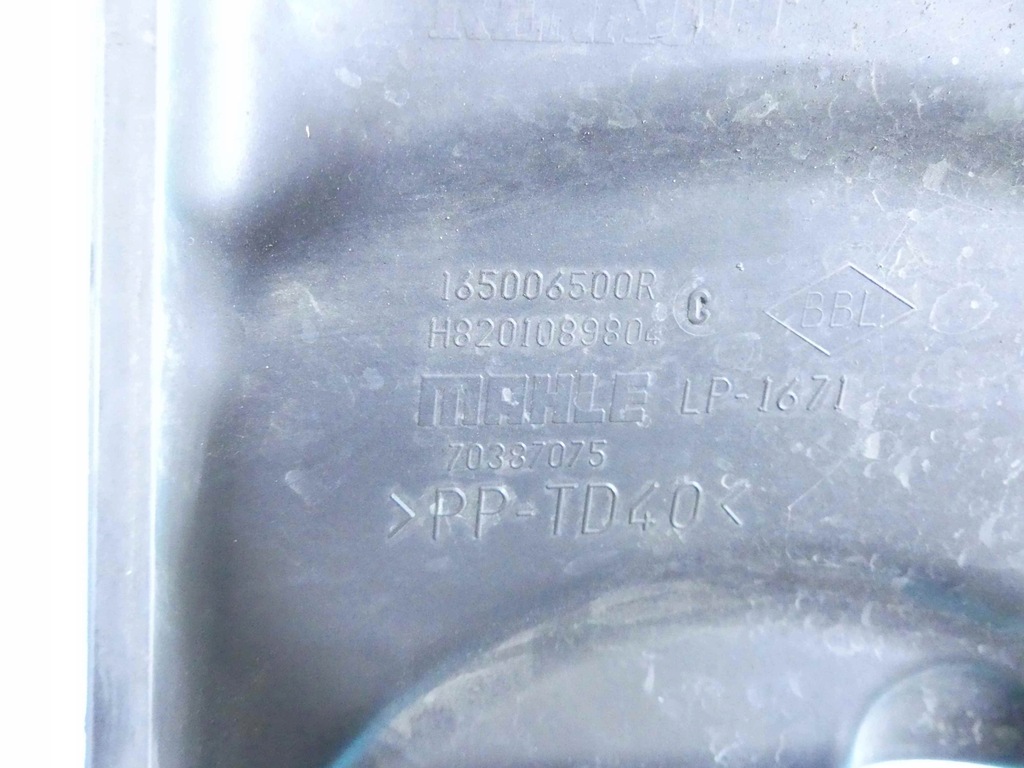 165006500R
H8201089804
C
BBL
MAHLE LP-1671
70387075
>PP-TD40<